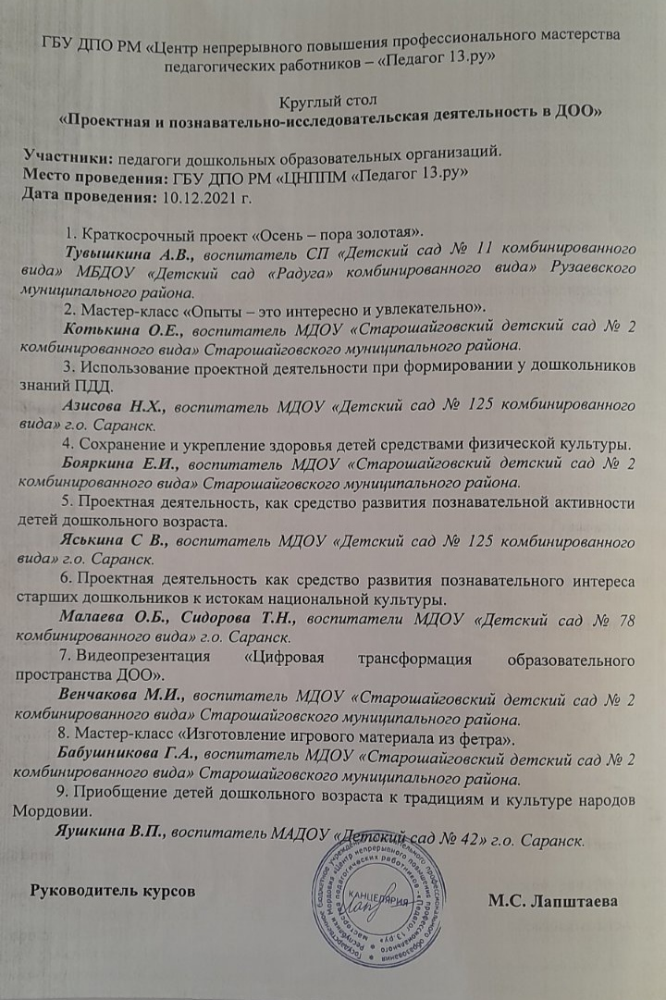 ГБУ ДПО РМ «Центр непрерывного повышения профессионального мастерства
педагогических работников – «Педагог 13.ру»
Круглый стол
«Проектная и познавательно-исследовательская деятельность в ДОО»
Участники: педагоги дошкольных образовательных организаций.
Место проведения: ГБУ ДПО РМ «ЦНППМ «Педагог 13.ру»
Дата проведения: 10.12.2021 г.
1. Краткосрочный проект «Осень – пора золотая».
Тувышкина А.В., воспитатель СП «Детский сад № 11 комбинированного
вида» МБДОУ «Детский сад «Радуга» комбинированного вида» Рузаевского
муниципального района.
2. Мастер-класс «Опыты – это интересно и увлекательно».
Котькина О.Е., воспитатель МДОУ «Старошайговский детский сад № 2
комбинированного вида» Старошайговского муниципального района.
3. Использование проектной деятельности при формировании у дошкольников
знаний ПДД.
Азисова Н.Х., воспитатель МДОУ «Детский сад № 125 комбинированного
вида» г.о. Саранск.
4. Сохранение и укрепление здоровья детей средствами физической культуры.
Бояркина Е.И., воспитатель МДОУ «Старошайговский детский сад № 2
комбинированного вида» Старошайговского муниципального района.
5. Проектная деятельность, как средство развития познавательной активности
детей дошкольного возраста.
Яськина С В., воспитатель МДОУ «Детский сад № 125 комбинированного
вида» г.о. Саранск.
6. Проектная деятельность как средство развития познавательного интереса
старших дошкольников к истокам национальной культуры.
Малаева О.Б., Сидорова Т.Н., воспитатели МДОУ «Детский сад № 78
комбинированного вида» г.о. Саранск.
7. Видеопрезентация «Цифровая трансформация образовательного
пространства ДОО».
Венчакова М.И., воспитатель МДОУ «Старошайговский детский сад № 2
комбинированного вида» Старошайговского муниципального района.
8. Мастер-класс «Изготовление игрового материала из фетра».
Бабушникова Г.А., воспитатель МДОУ «Старошайговский детский сад № 2
комбинированного вида» Старошайговского муниципального района.
9. Приобщение детей дошкольного возраста к традициям и культуре народов
Мордовии.
Яушкина В.П., воспитатель МАДОУ «Детский сад № 42» г.о. Саранск.
Руководитель курсов
М.С. Лапштаева
Государственное бюджетное учреждение дополнительного профессионального образования
Республики Мордовия «Центр непрерывного повышения профессионального
мастерства педагогических работников - «Педагог 13.ру»
КАНЦЕЛЯРИЯ